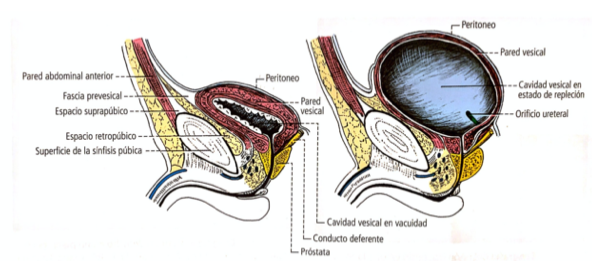 Pared abdominal anterior
Fascia prevesical
Espacio suprapúbico
Espacio retropúbico
Superficie de la sínfisis púbica
Peritoneo
Pared
vesical
Cavidad vesical en vacuidad
Conducto deferente
Próstata
Peritoneo
Pared vesical
Cavidad vesical en
estado de repleción
Orificio ureteral